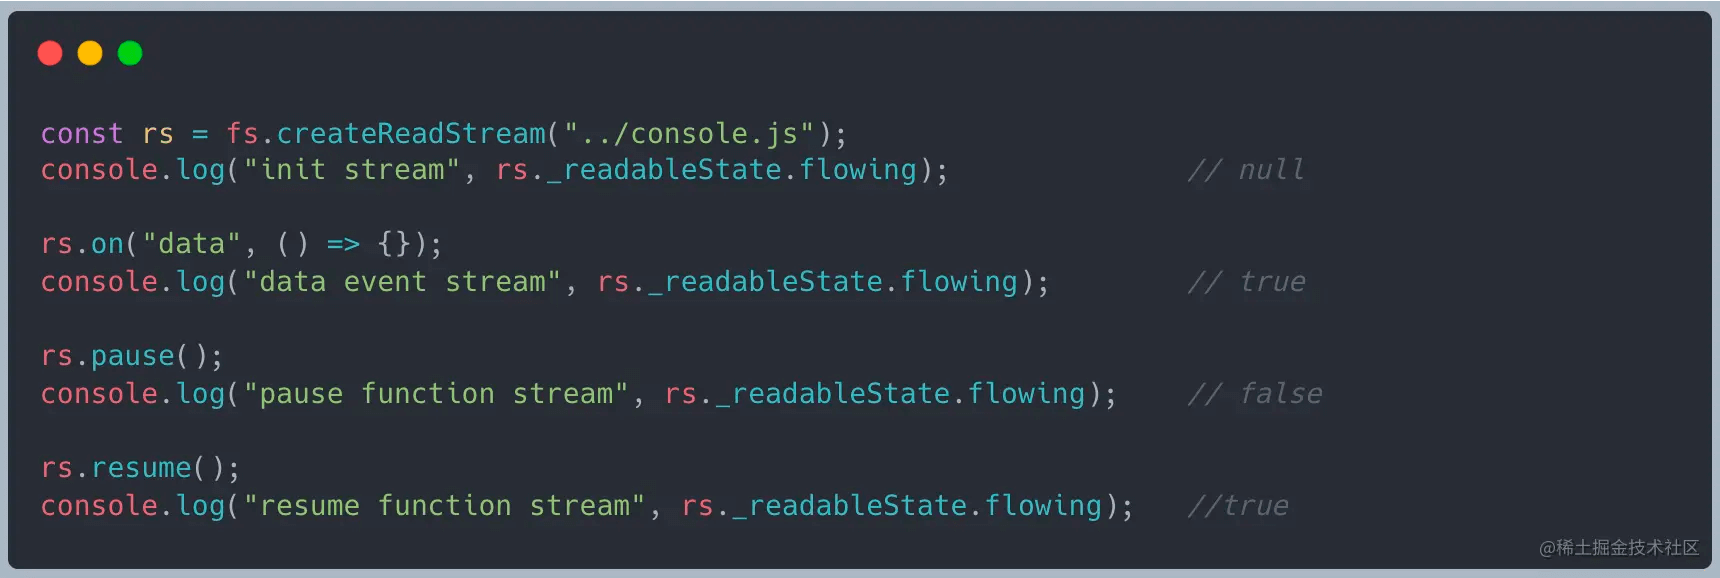 const rs = fs.createReadStream("../console.js");
console.log("init stream", rs._readableState.flowing); // null
rs.on("data", () => {});
console.log("data event stream", rs._readableState.flowing); // true
rs.pause();
console.log("pause function stream", rs._readableState.flowing); // false
rs.resume();
console.log("resume function stream", rs._readableState.flowing); //true
@稀土掘金技术社区